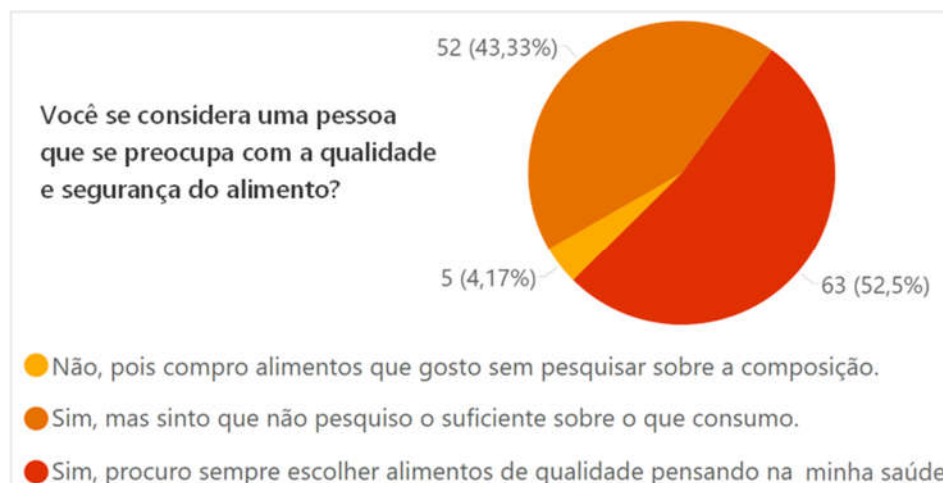 52 (43,33%)
Você se considera uma pessoa
que se preocupa com a qualidade
e segurança do alimento?
5 (4,17%)
63 (52,5%)
Não, pois compro alimentos que gosto sem pesquisar sobre a composição.
Sim, mas sinto que não pesquiso o suficiente sobre o que consumo.
Sim, procuro sempre escolher alimentos de qualidade pensando na minha saúde